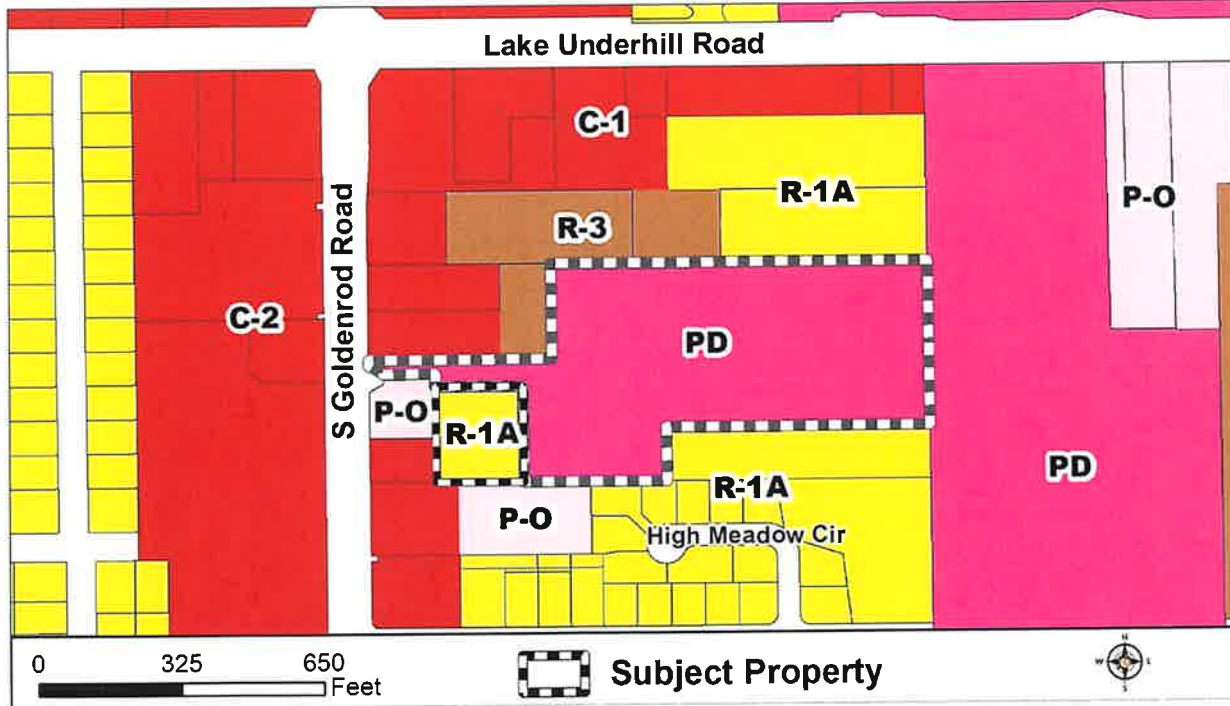 Lake Underhill Road
C-1
R-1A
P-O
R-3
S Goldenrod Road
C-2
PD
P-O
R-1A
PD
R-1A
P-O
High Meadow Cir
0 325 650
Feet
Subject Property
N
W
S